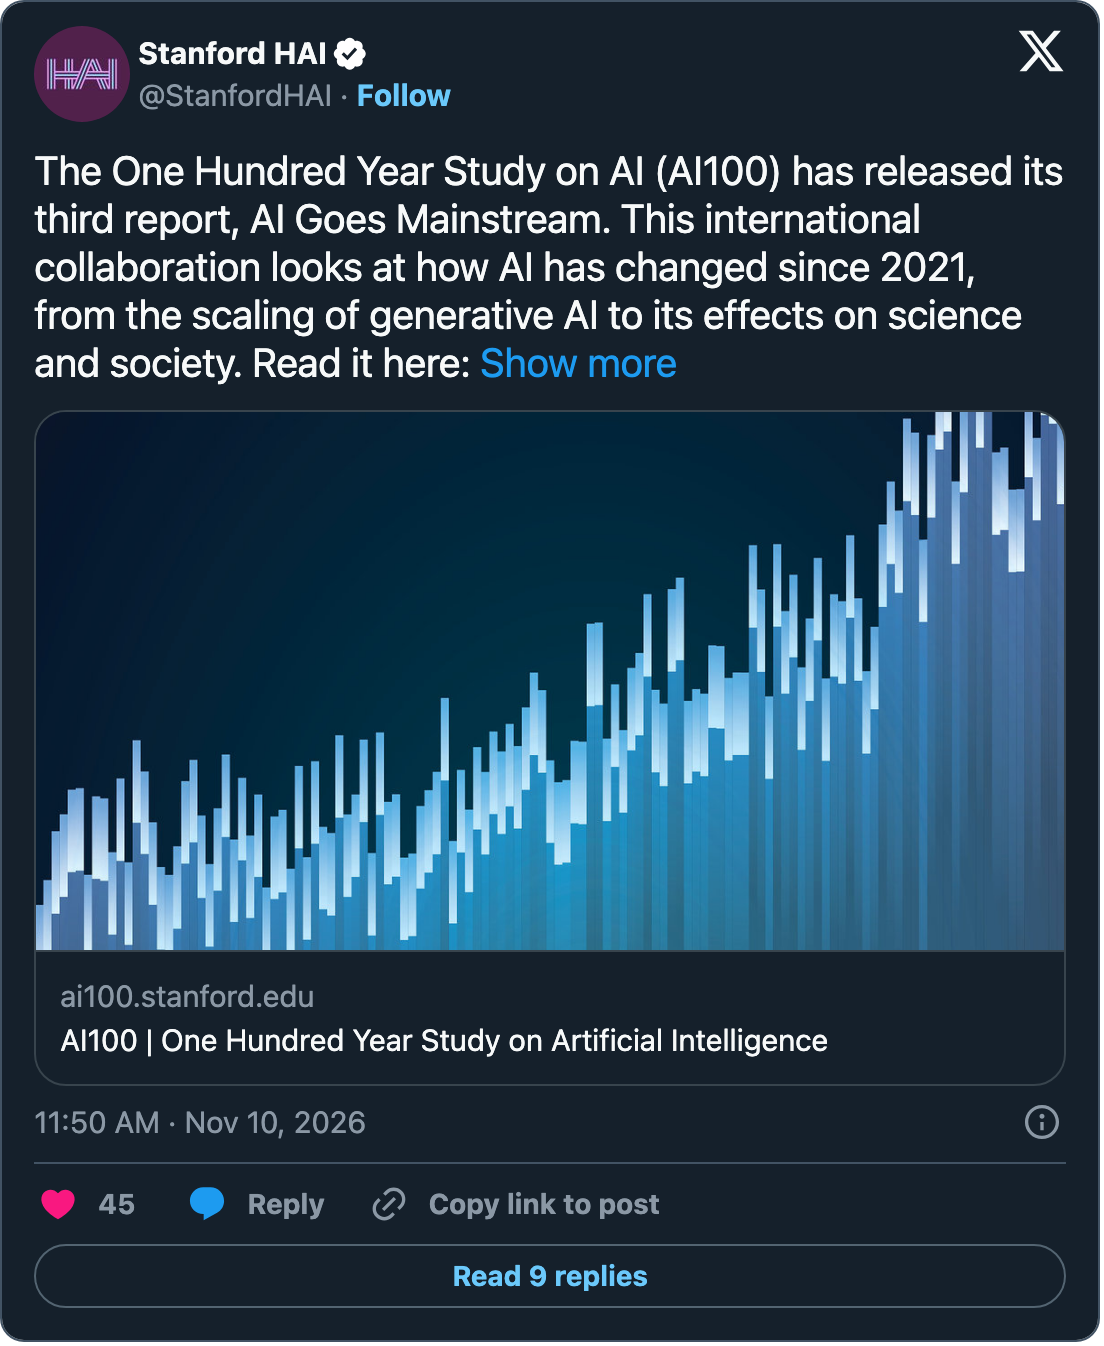 HAI
Stanford HAI
@StanfordHAI · Follow
The One Hundred Year Study on AI (AI100) has released its
third report, AI Goes Mainstream. This international
collaboration looks at how AI has changed since 2021,
from the scaling of generative AI to its effects on science
and society. Read it here: Show more
ai100.stanford.edu
AI100 | One Hundred Year Study on Artificial Intelligence
11:50 AM · Nov 10, 2026
45 Reply Copy link to post
Read 9 replies